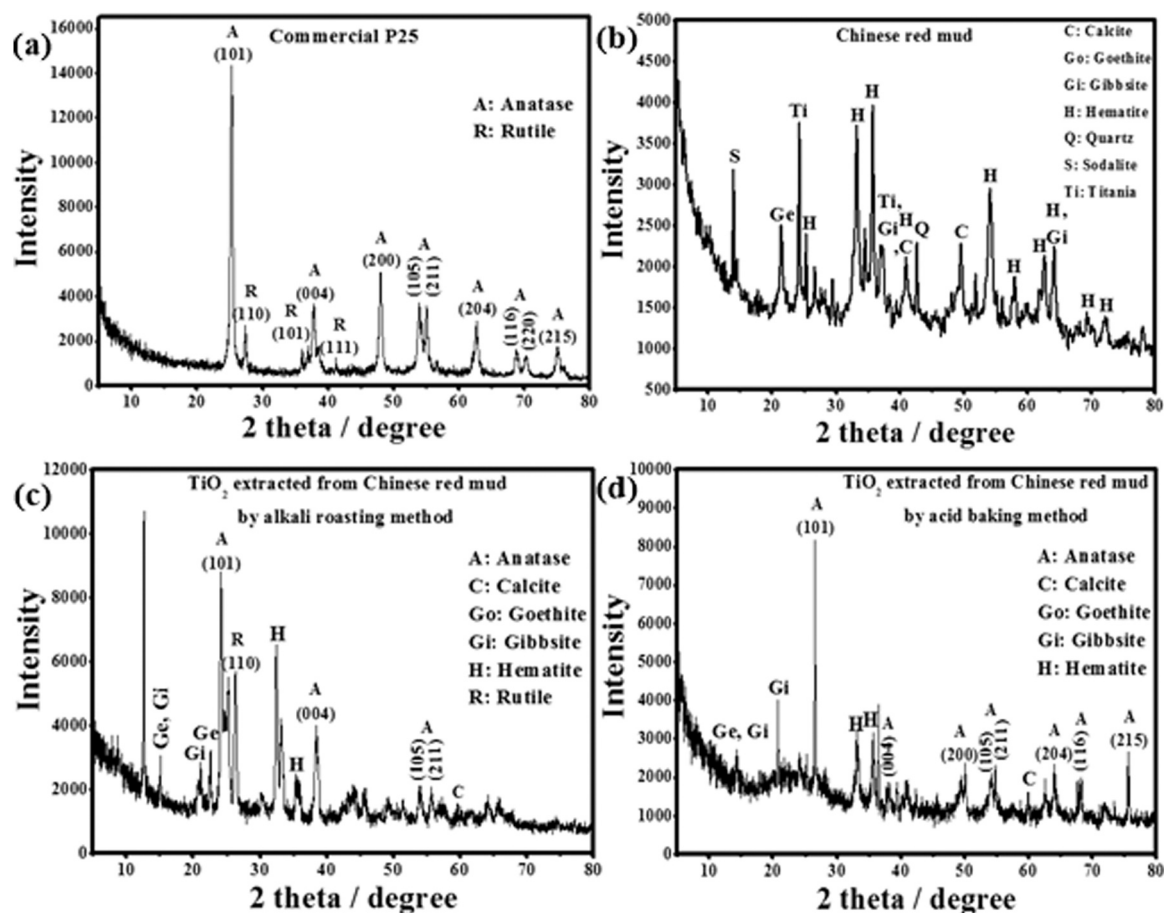 (a)
Commercial P25
A: Anatase
R: Rutile
A
(101)
R
(110)
R
(101)
A
(004)
R
(111)
A
(200)
A
(105)
(211)
A
(204)
A
(116)
(220)
A
(215)
Intensity
16000
14000
12000
10000
8000
6000
4000
2000
0
10 20 30 40 50 60 70 80
2 theta / degree
(b)
Chinese red mud
C: Calcite
Go: Goethite
Gi: Gibbsite
H: Hematite
Q: Quartz
S: Sodalite
Ti: Titania
S
Ge
Ti
H
H
H
Ti,
Gi,
H
C
Q
C
H
H
H
H,
Gi
H
H
Intensity
5000
4500
4000
3500
3000
2500
2000
1500
1000
500
10 20 30 40 50 60 70 80
2 theta / degree
(c)
TiO2 extracted from Chinese red mud
by alkali roasting method
A: Anatase
C: Calcite
Go: Goethite
Gi: Gibbsite
H: Hematite
R: Rutile
Ge, Gi
Gi
Ge
A
(101)
R
(110)
H
H
A
(004)
A
(105)
(211)
C
Intensity
12000
10000
8000
6000
4000
2000
0
10 20 30 40 50 60 70 80
2 theta / degree
(d)
TiO2 extracted from Chinese red mud
by acid baking method
A: Anatase
C: Calcite
Go: Goethite
Gi: Gibbsite
H: Hematite
Ge, Gi
Gi
A
(101)
H
H
A
(004)
A
(200)
A
(105)
(211)
C
A
(204)
A
(116)
A
(215)
Intensity
10000
9000
8000
7000
6000
5000
4000
3000
2000
1000
0
10 20 30 40 50 60 70 80
2 theta / degree